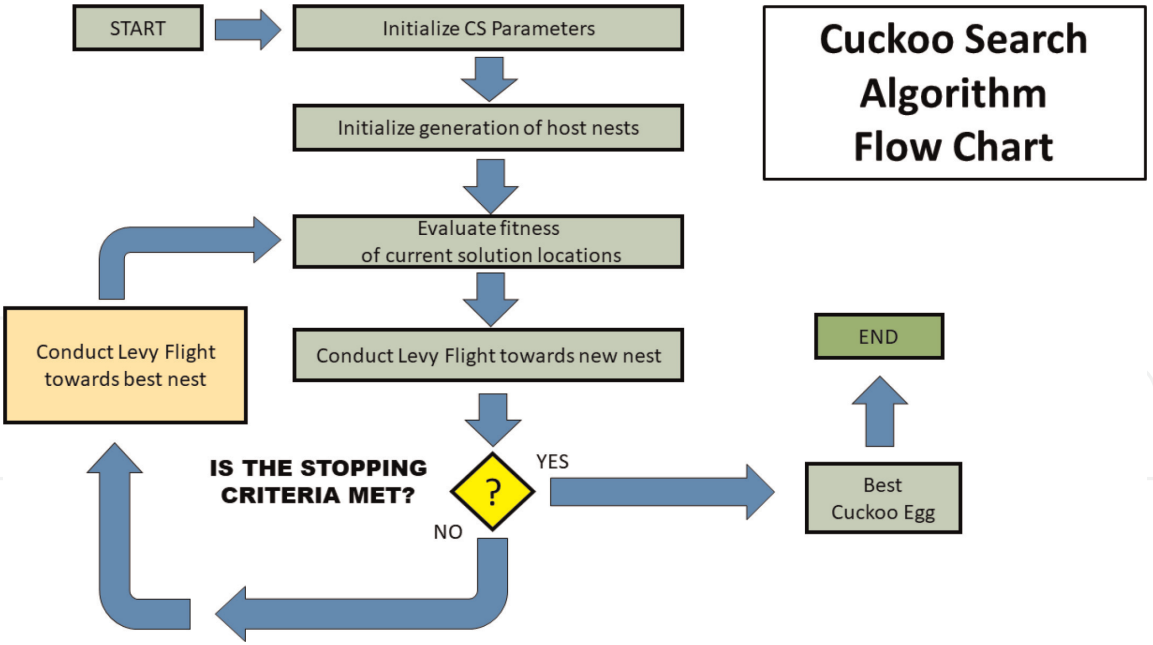 START
Initialize CS Parameters
Cuckoo Search
Algorithm
Flow Chart
Initialize generation of host nests
Evaluate fitness
of current solution locations
Conduct Levy Flight
towards best nest
Conduct Levy Flight towards new nest
END
IS THE STOPPING
CRITERIA MET?
?
YES
NO
Best
Cuckoo Egg